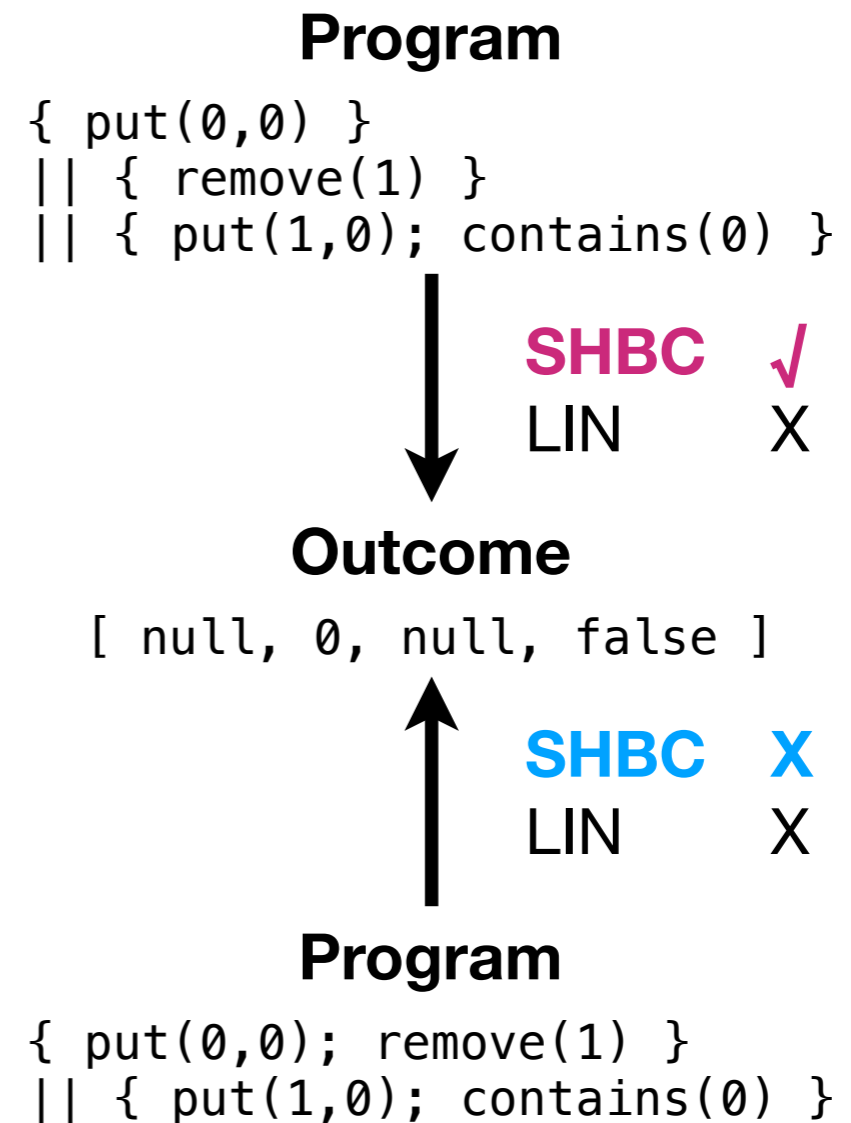 Program
{ put(0,0) }
|| { remove(1) }
|| { put(1,0); contains(0) }
SHBC √
LIN X
Outcome
[ null, 0, null, false ]
SHBC X
LIN X
Program
{ put(0,0); remove(1) }
|| { put(1,0); contains(0) }